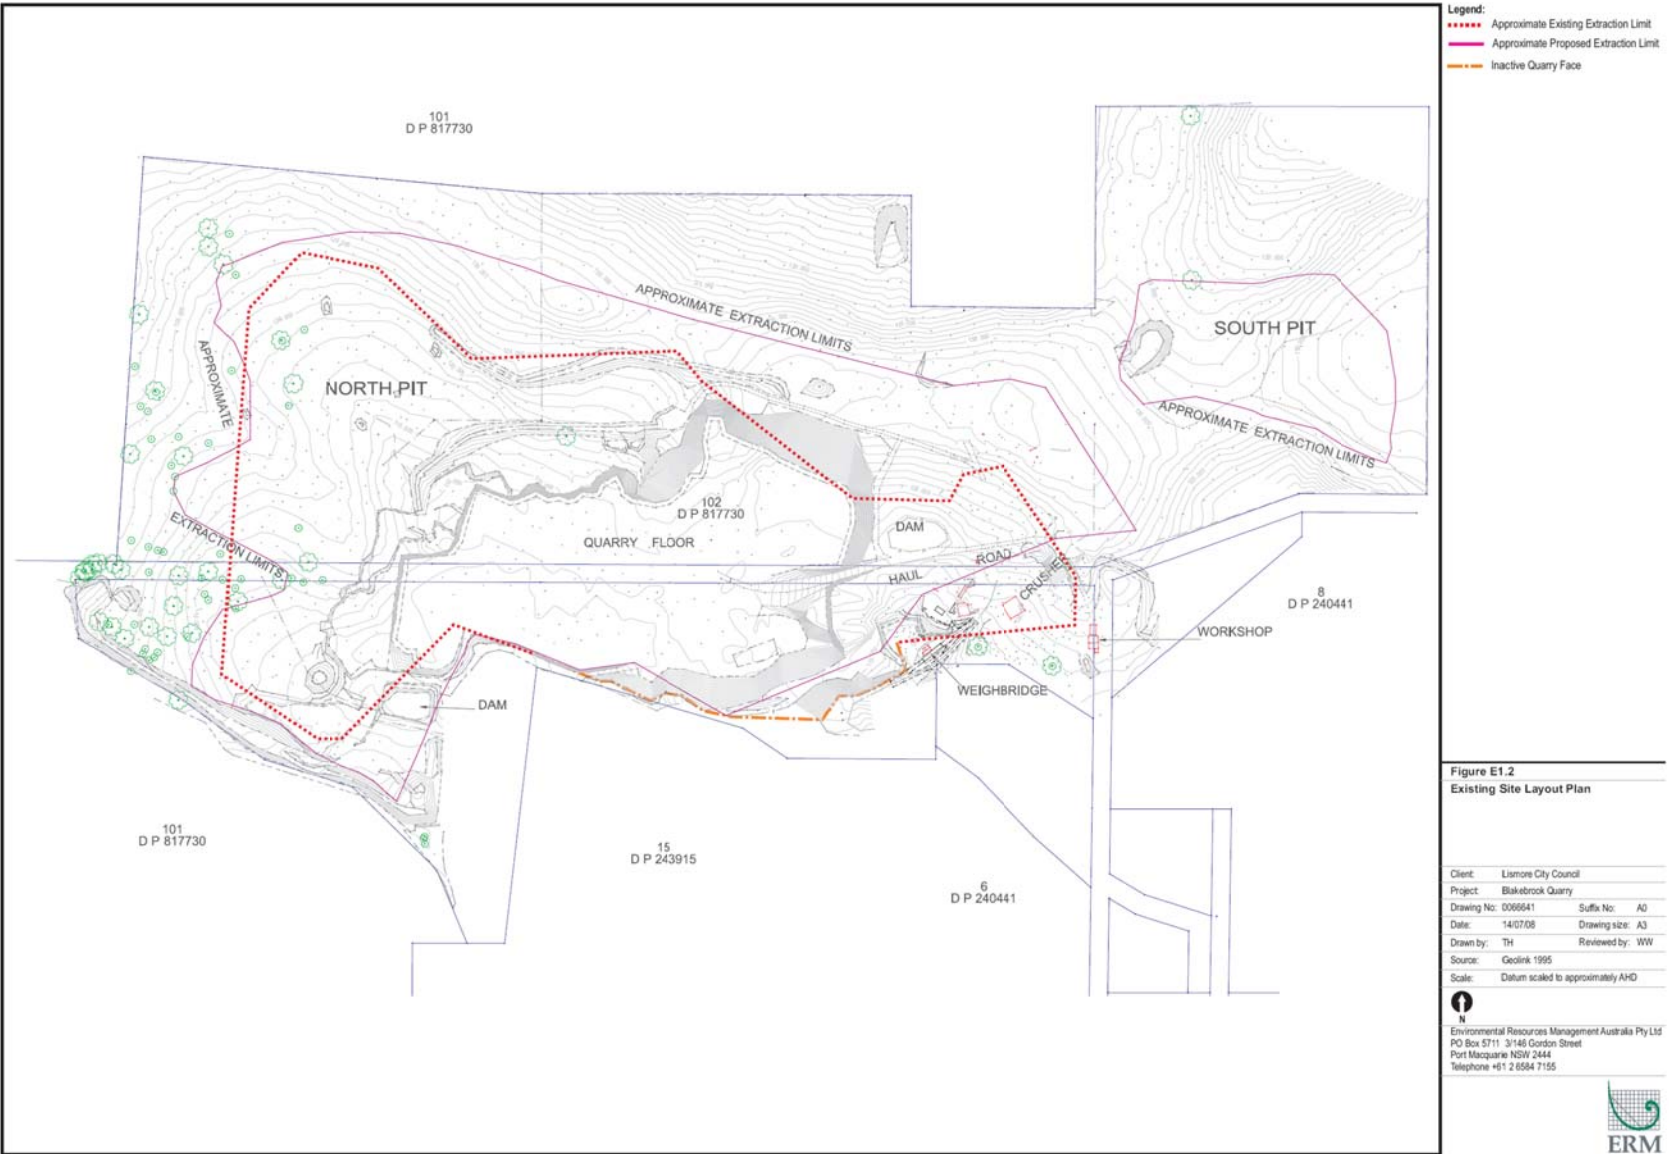 Legend:
Approximate Existing Extraction Limit
Approximate Proposed Extraction Limit
Inactive Quarry Face
101
D P 817730
APPROXIMATE EXTRACTION LIMITS
SOUTH PIT
APPROXIMATE
NORTH PIT
APPROXIMATE EXTRACTION LIMITS
102
D P 817730
EXTRACTION LIMITS
QUARRY FLOOR
DAM
HAUL ROAD
CRUSHER
8
D P 240441
WORKSHOP
WEIGHBRIDGE
DAM
101
D P 817730
15
D P 243915
6
D P 240441
Figure E1.2
Existing Site Layout Plan
Client: Lismore City Council
Project: Blakebrook Quarry
Drawing No: 0066641 Suffix No: A0
Date: 14/07/08 Drawing size: A3
Drawn by: TH Reviewed by: WW
Source: Geolink 1995
Scale: Datum scaled to approximately AHD
N
Environmental Resources Management Australia Pty Ltd
PO Box 5711 3/146 Gordon Street
Port Macquarie NSW 2444
Telephone +61 2 6584 7155
ERM